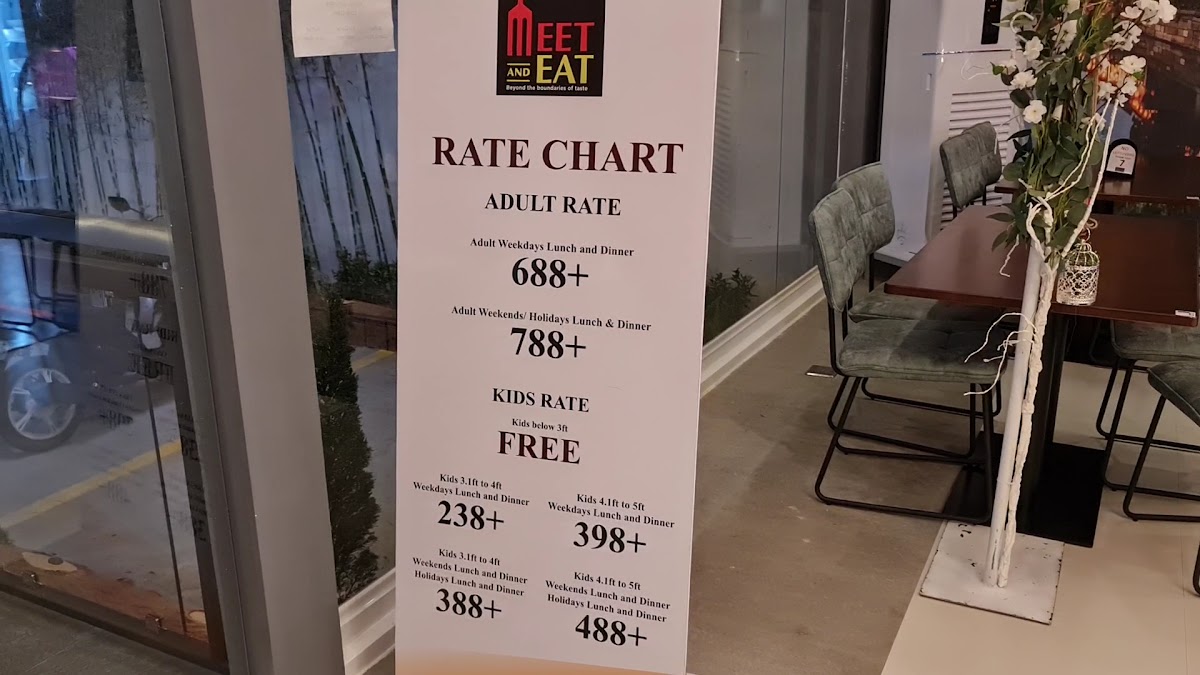 MEET
AND EAT
Beyond the boundaries of taste
RATE CHART
ADULT RATE
Adult Weekdays Lunch and Dinner
688+
Adult Weekends/ Holidays Lunch & Dinner
788+
KIDS RATE
Kids below 3ft
FREE
Kids 3.1ft to 4ft
Weekdays Lunch and Dinner
238+
Kids 4.1ft to 5ft
Weekdays Lunch and Dinner
398+
Kids 3.1ft to 4ft
Weekends Lunch and Dinner
Holidays Lunch and Dinner
388+
Kids 4.1ft to 5ft
Weekends Lunch and Dinner
Holidays Lunch and Dinner
488+
7